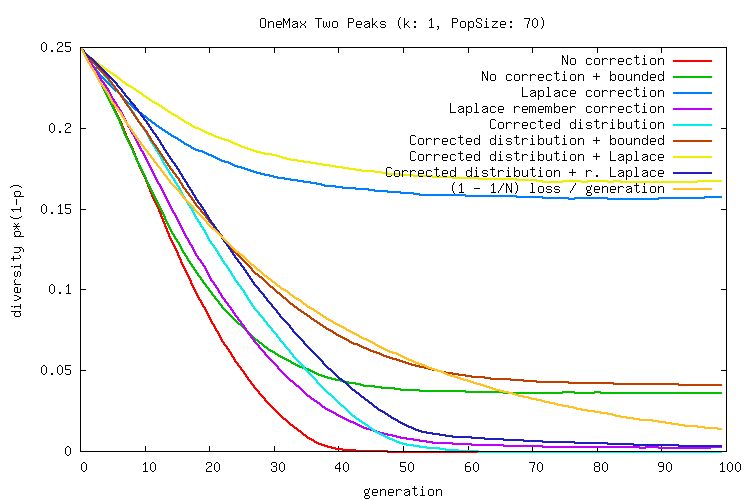 OneMax Two Peaks (k: 1, PopSize: 70)
0.25
0.2
0.15
0.1
0.05
0
diversity p*(1-p)
No correction
No correction + bounded
Laplace correction
Laplace remember correction
Corrected distribution
Corrected distribution + bounded
Corrected distribution + Laplace
Corrected distribution + r. Laplace
(1 - 1/N) loss / generation
0 10 20 30 40 50 60 70 80 90 100
generation